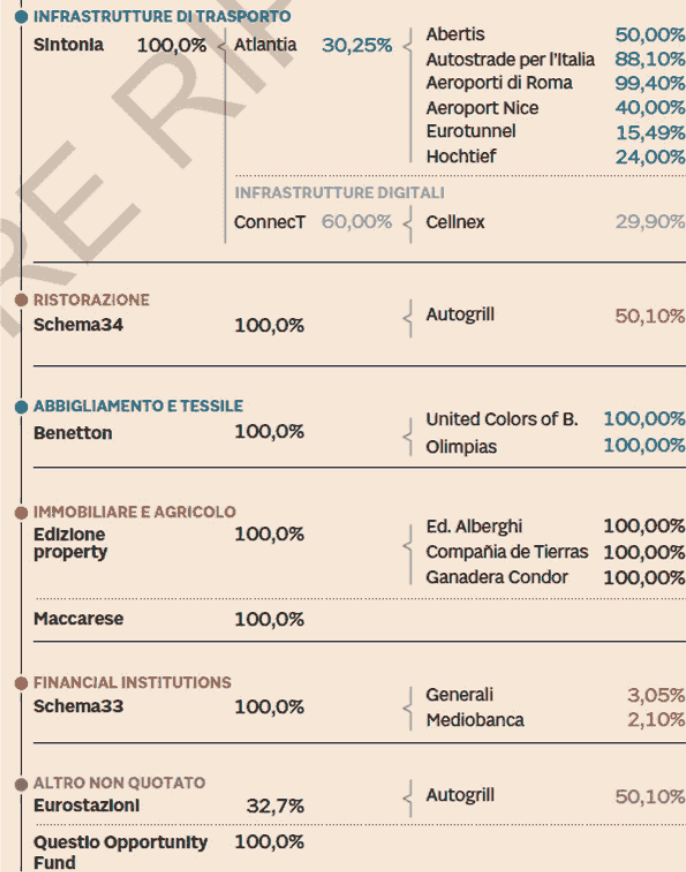 INFRASTRUTTURE DI TRASPORTO
Sintonia 100,0% Atlantia 30,25% Abertis 50,00%
Autostrade per l'Italia 88,10%
Aeroporti di Roma 99,40%
Aeroport Nice 40,00%
Eurotunnel 15,49%
Hochtief 24,00%
INFRASTRUTTURE DIGITALI
ConnecT 60,00% Cellnex 29,90%
RISTORAZIONE
Schema34 100,0% Autogrill 50,10%
ABBIGLIAMENTO E TESSILE
Benetton 100,0% United Colors of B. 100,00%
Olimpias 100,00%
IMMOBILIARE E AGRICOLO
Edizione property 100,0% Ed. Alberghi 100,00%
Compañia de Tierras 100,00%
Ganadera Condor 100,00%
Maccarese 100,0%
FINANCIAL INSTITUTIONS
Schema33 100,0% Generali 3,05%
Mediobanca 2,10%
ALTRO NON QUOTATO
Eurostazioni 32,7% Autogrill 50,10%
Questio Opportunity 100,0%
Fund
RE RI